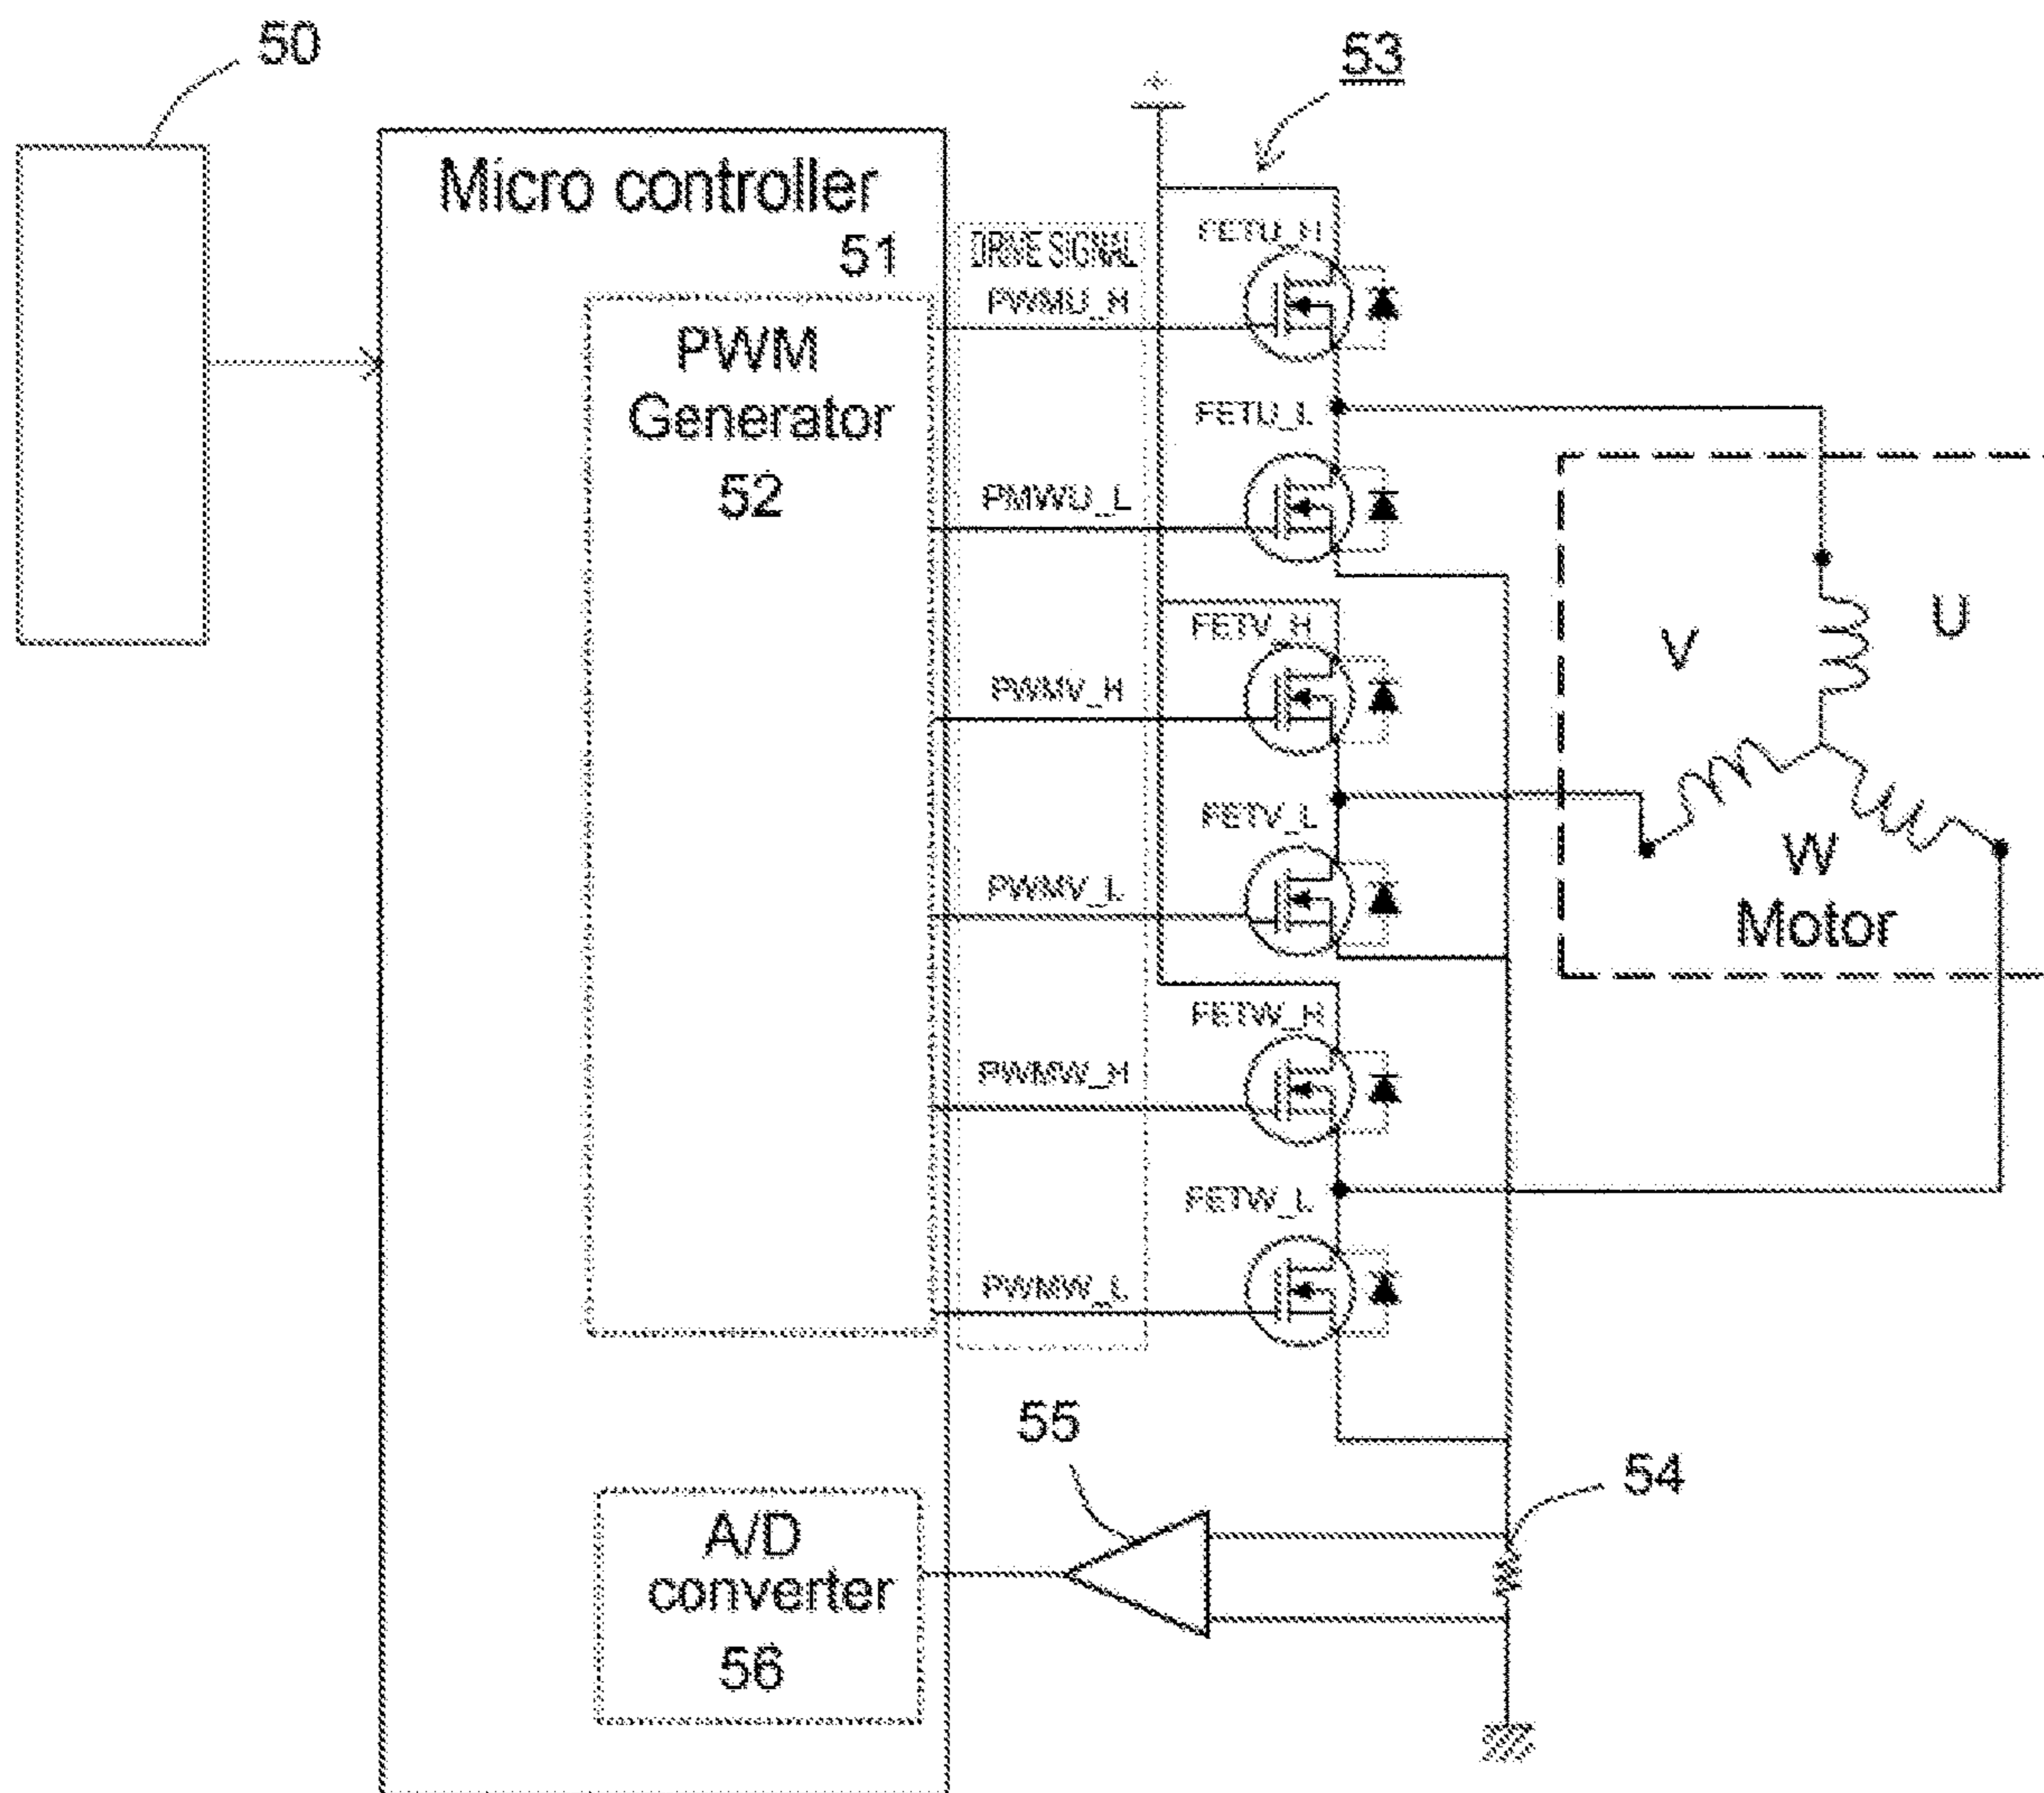 50
53
Micro controller
51
DRIVE SIGNAL
PWM
Generator
52
PWMU_H
PMWU_L
PWMV_H
PWMV_L
PWMW_H
PWMW_L
FETU_H
FETU_L
FETV_H
FETV_L
FETW_H
FETW_L
U
V
W
Motor
55
54
A/D
converter
56